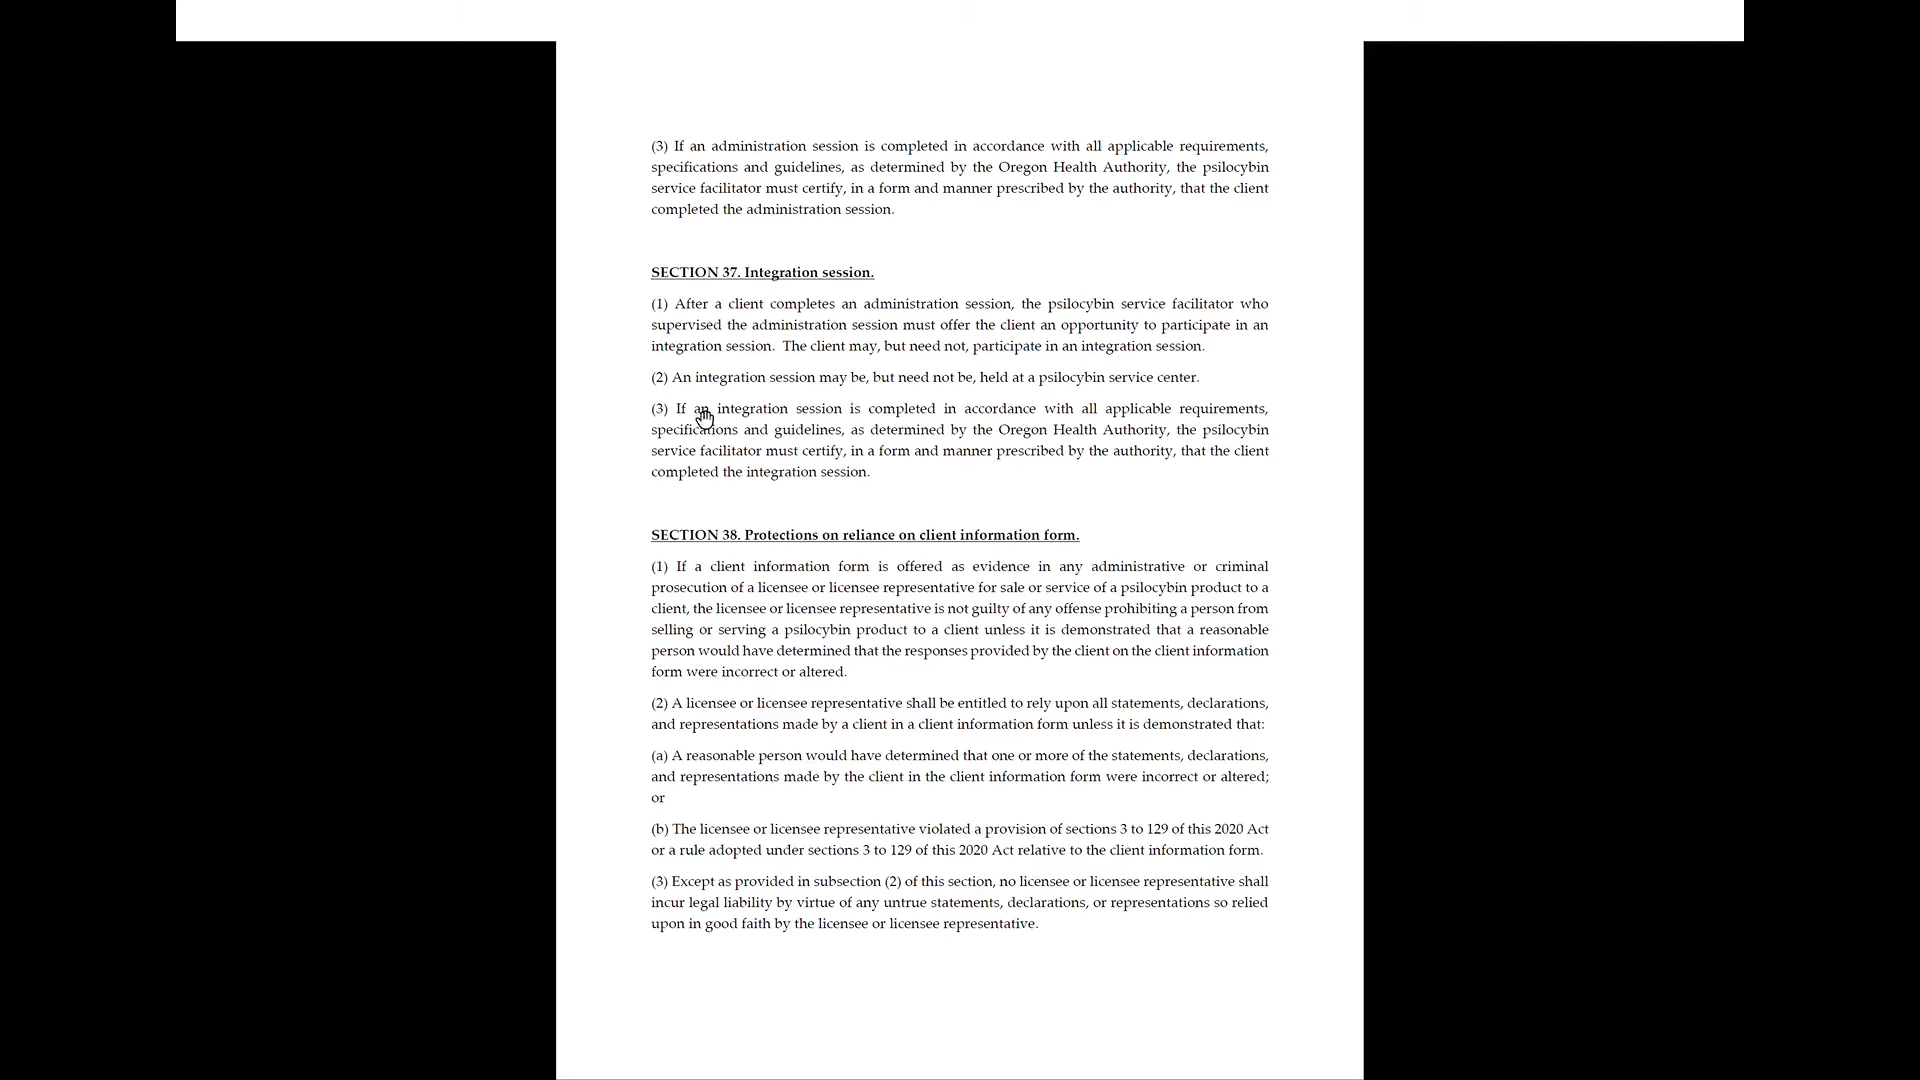 (3) If an administration session is completed in accordance with all applicable requirements,
specifications and guidelines, as determined by the Oregon Health Authority, the psilocybin
service facilitator must certify, in a form and manner prescribed by the authority, that the client
completed the administration session.
SECTION 37. Integration session.
(1) After a client completes an administration session, the psilocybin service facilitator who
supervised the administration session must offer the client an opportunity to participate in an
integration session.  The client may, but need not, participate in an integration session.
(2) An integration session may be, but need not be, held at a psilocybin service center.
(3) If an integration session is completed in accordance with all applicable requirements,
specifications and guidelines, as determined by the Oregon Health Authority, the psilocybin
service facilitator must certify, in a form and manner prescribed by the authority, that the client
completed the integration session.
SECTION 38. Protections on reliance on client information form.
(1) If a client information form is offered as evidence in any administrative or criminal
prosecution of a licensee or licensee representative for sale or service of a psilocybin product to a
client, the licensee or licensee representative is not guilty of any offense prohibiting a person from
selling or serving a psilocybin product to a client unless it is demonstrated that a reasonable
person would have determined that the responses provided by the client on the client information
form were incorrect or altered.
(2) A licensee or licensee representative shall be entitled to rely upon all statements, declarations,
and representations made by a client in a client information form unless it is demonstrated that:
(a) A reasonable person would have determined that one or more of the statements, declarations,
and representations made by the client in the client information form were incorrect or altered;
or
(b) The licensee or licensee representative violated a provision of sections 3 to 129 of this 2020 Act
or a rule adopted under sections 3 to 129 of this 2020 Act relative to the client information form.
(3) Except as provided in subsection (2) of this section, no licensee or licensee representative shall
incur legal liability by virtue of any untrue statements, declarations, or representations so relied
upon in good faith by the licensee or licensee representative.